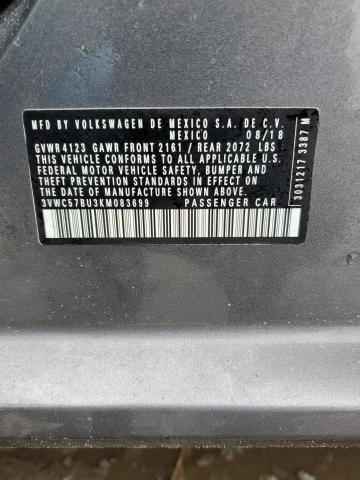 MFD BY VOLKSWAGEN DE MEXICO S.A. DE C.V.
MEXICO 08/18
GVWR 4123 GAWR FRONT 2161 / REAR 2072 LBS
THIS VEHICLE CONFORMS TO ALL APPLICABLE U.S.
FEDERAL MOTOR VEHICLE SAFETY, BUMPER AND
THEFT PREVENTION STANDARDS IN EFFECT ON
THE DATE OF MANUFACTURE SHOWN ABOVE.
3VWC57BU3KM083699 PASSENGER CAR
3031217 3387 M